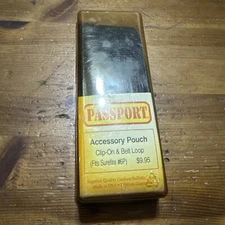 PASSPORT
Accessory Pouch
Clip-On & Belt Loop
(Fits Surefire #6P) $9.95